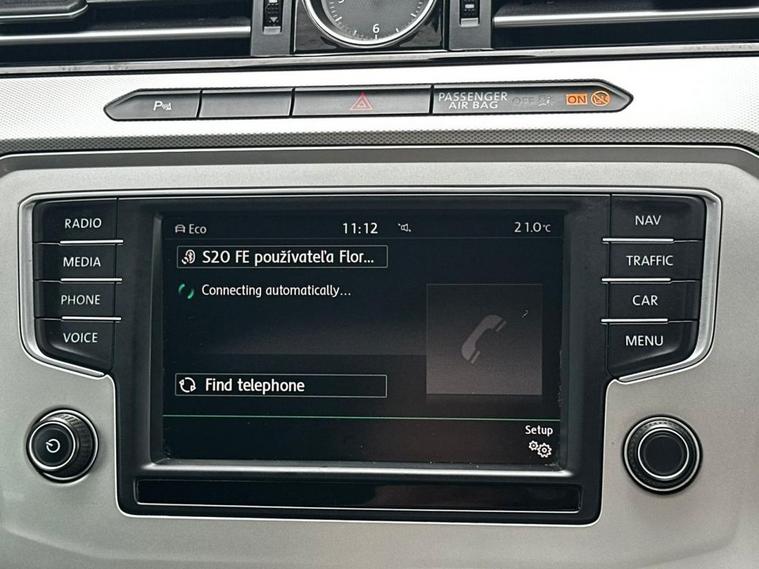 6
P
PASSENGER
AIR BAG OFF ON
RADIO
MEDIA
PHONE
VOICE
Eco 11:12 21.0°C
S20 FE používateľa Flor...
Connecting automatically...
Find telephone
Setup
NAV
TRAFFIC
CAR
MENU